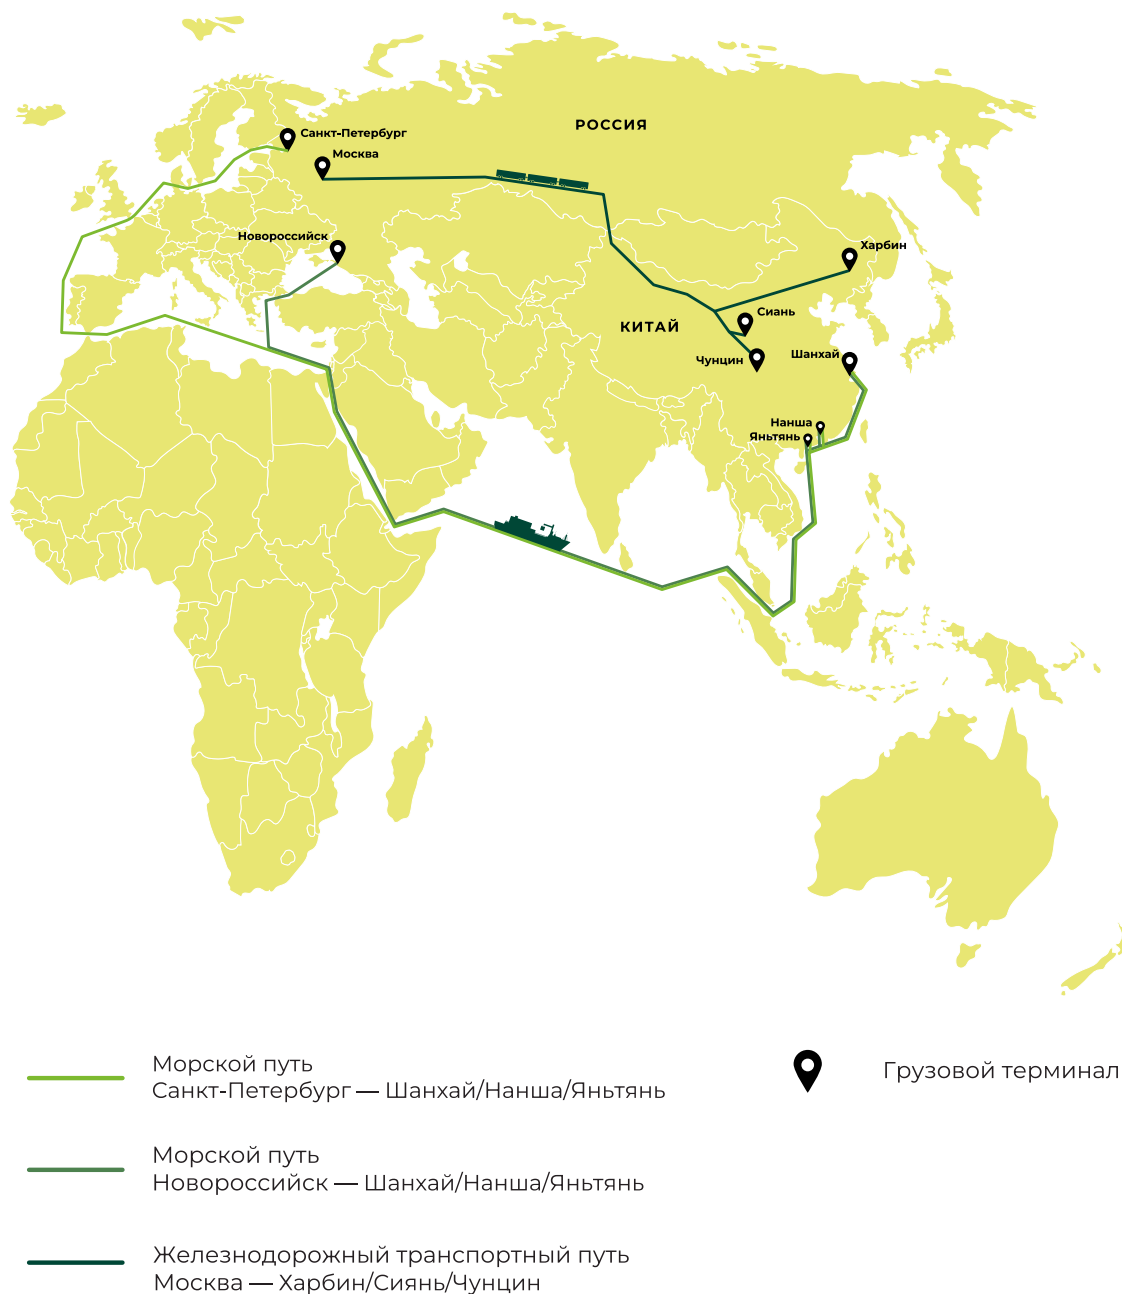 РОССИЯ
Санкт-Петербург
Москва
Новороссийск
Харбин
Сиань
КИТАЙ
Шанхай
Чунцин
Нанша
Яньтянь
Морской путь
Санкт-Петербург — Шанхай/Нанша/Яньтянь
Грузовой терминал
Морской путь
Новороссийск — Шанхай/Нанша/Яньтянь
Железнодорожный транспортный путь
Москва — Харбин/Сиянь/Чунцин